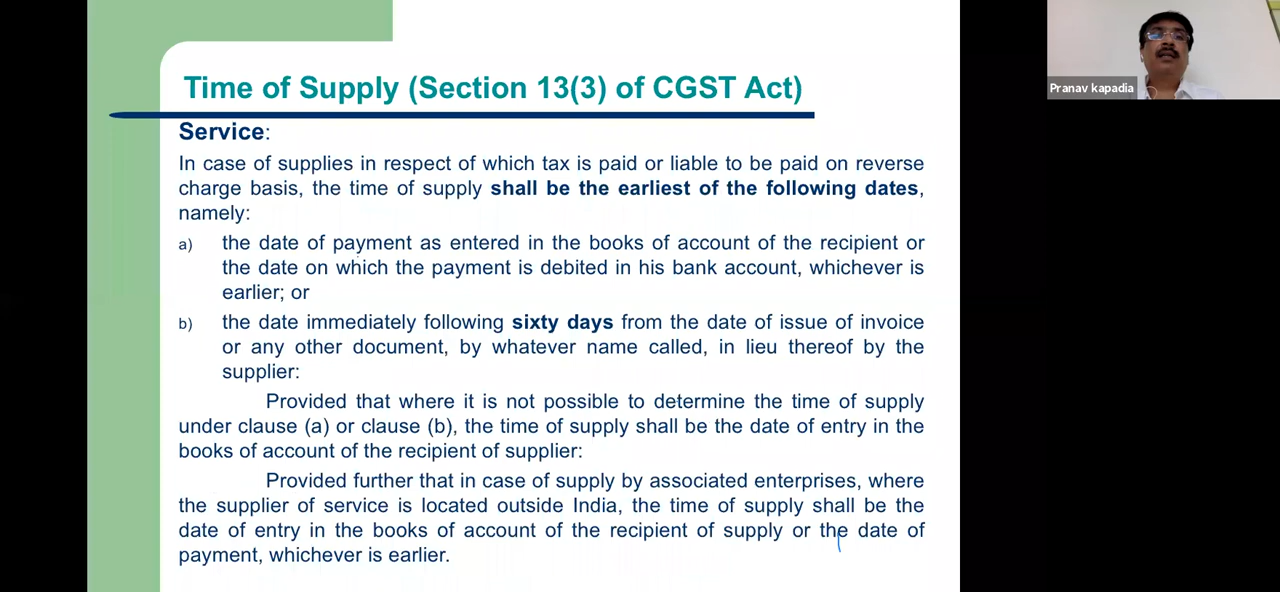 Time of Supply (Section 13(3) of CGST Act)
Service:
In case of supplies in respect of which tax is paid or liable to be paid on reverse
charge basis, the time of supply shall be the earliest of the following dates,
namely:
a) the date of payment as entered in the books of account of the recipient or
the date on which the payment is debited in his bank account, whichever is
earlier; or
b) the date immediately following sixty days from the date of issue of invoice
or any other document, by whatever name called, in lieu thereof by the
supplier:
Provided that where it is not possible to determine the time of supply
under clause (a) or clause (b), the time of supply shall be the date of entry in the
books of account of the recipient of supplier:
Provided further that in case of supply by associated enterprises, where
the supplier of service is located outside India, the time of supply shall be the
date of entry in the books of account of the recipient of supply or the date of
payment, whichever is earlier.
Pranav kapadia